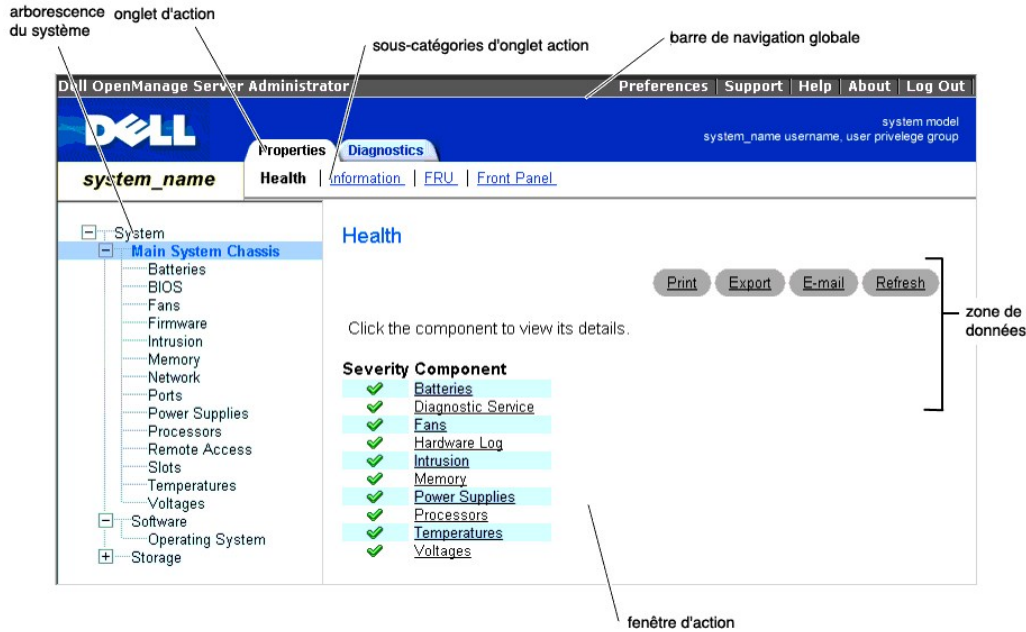 arborescence
du système
onglet d'action
sous-catégories d'onglet action
barre de navigation globale
Dell OpenManage Server Administrator
Preferences | Support | Help | About | Log Out
DELL
system model
system_name username, user privelege group
Properties
Diagnostics
system_name
Health | Information | FRU | Front Panel
System
Main System Chassis
Batteries
BIOS
Fans
Firmware
Intrusion
Memory
Network
Ports
Power Supplies
Processors
Remote Access
Slots
Temperatures
Voltages
Software
Operating System
Storage
Health
Print
Export
E-mail
Refresh
zone de
données
Click the component to view its details.
Severity Component
Batteries
Diagnostic Service
Fans
Hardware Log
Intrusion
Memory
Power Supplies
Processors
Temperatures
Voltages
fenêtre d'action